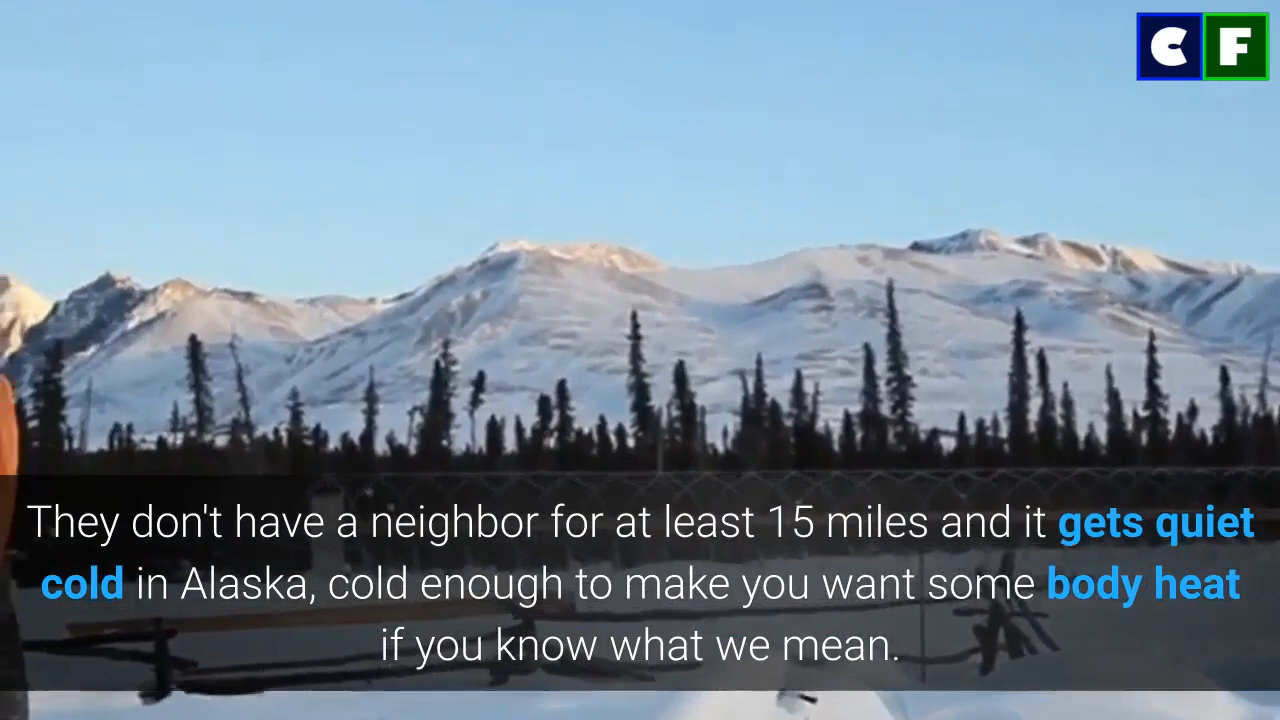 CF
They don't have a neighbor for at least 15 miles and it gets quiet
cold in Alaska, cold enough to make you want some body heat
if you know what we mean.